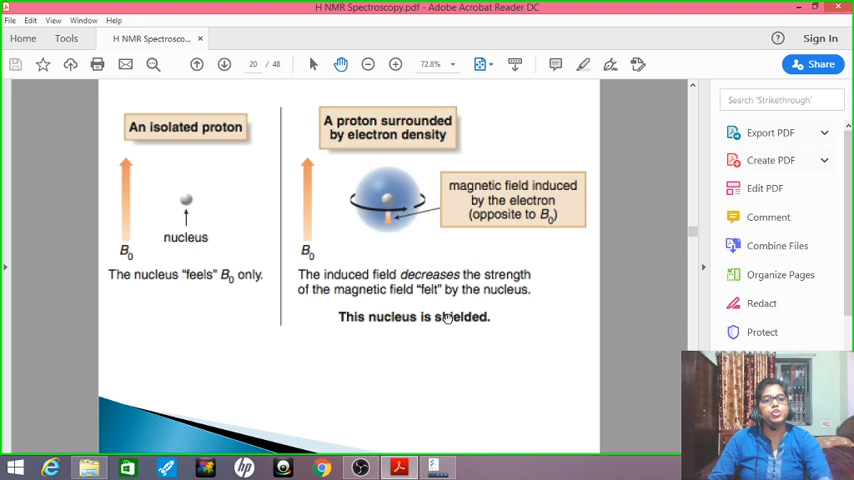 H NMR Spectroscopy.pdf - Adobe Acrobat Reader DC
File Edit View Window Help
Home Tools H NMR Spectrosco... × Sign In
20 / 48 72.8% Share
An isolated proton
B0
nucleus
The nucleus “feels” B0 only.
A proton surrounded
by electron density
magnetic field induced
by the electron
(opposite to B0)
B0
The induced field decreases the strength
of the magnetic field “felt” by the nucleus.
This nucleus is shielded.
Search 'Strikethrough'
Export PDF
Create PDF
Edit PDF
Comment
Combine Files
Organize Pages
Redact
Protect
hp